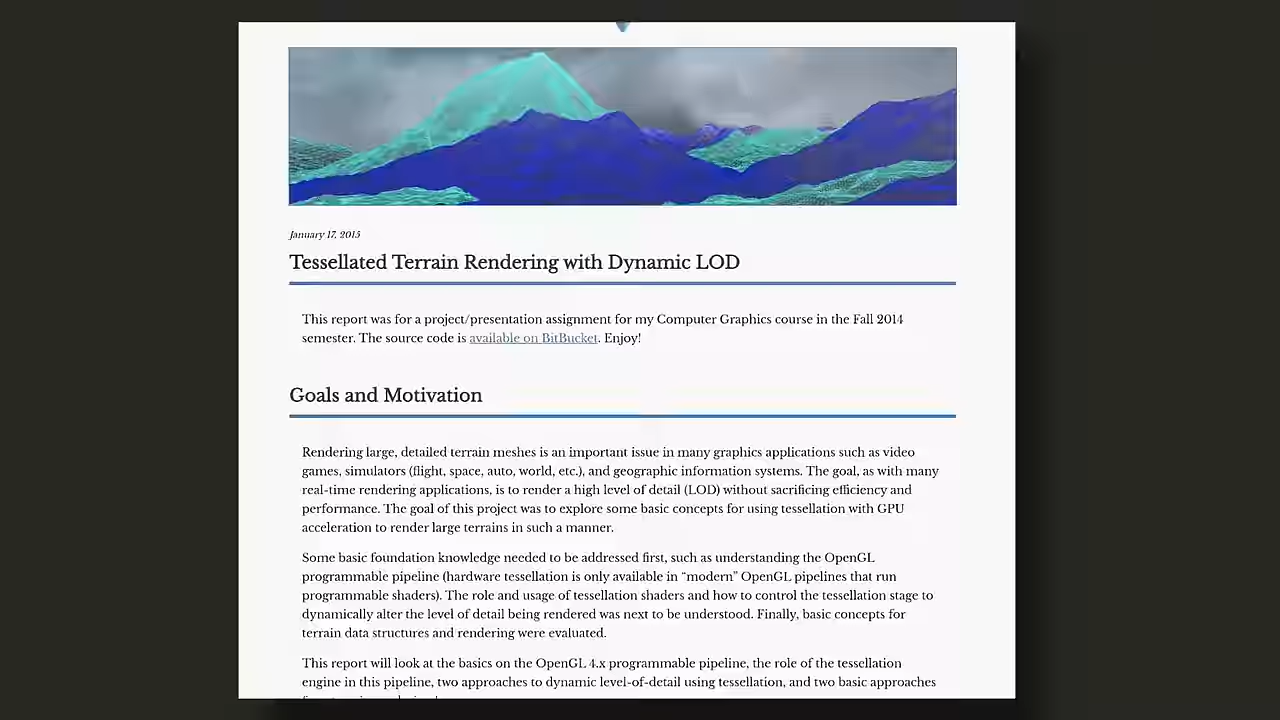 January 17, 2015
Tessellated Terrain Rendering with Dynamic LOD
This report was for a project/presentation assignment for my Computer Graphics course in the Fall 2014
semester. The source code is available on BitBucket. Enjoy!
Goals and Motivation
Rendering large, detailed terrain meshes is an important issue in many graphics applications such as video
games, simulators (flight, space, auto, world, etc.), and geographic information systems. The goal, as with many
real-time rendering applications, is to render a high level of detail (LOD) without sacrificing efficiency and
performance. The goal of this project was to explore some basic concepts for using tessellation with GPU
acceleration to render large terrains in such a manner.
Some basic foundation knowledge needed to be addressed first, such as understanding the OpenGL
programmable pipeline (hardware tessellation is only available in “modern” OpenGL pipelines that run
programmable shaders). The role and usage of tessellation shaders and how to control the tessellation stage to
dynamically alter the level of detail being rendered was next to be understood. Finally, basic concepts for
terrain data structures and rendering were evaluated.
This report will look at the basics on the OpenGL 4.x programmable pipeline, the role of the tessellation
engine in this pipeline, two approaches to dynamic level-of-detail using tessellation, and two basic approaches